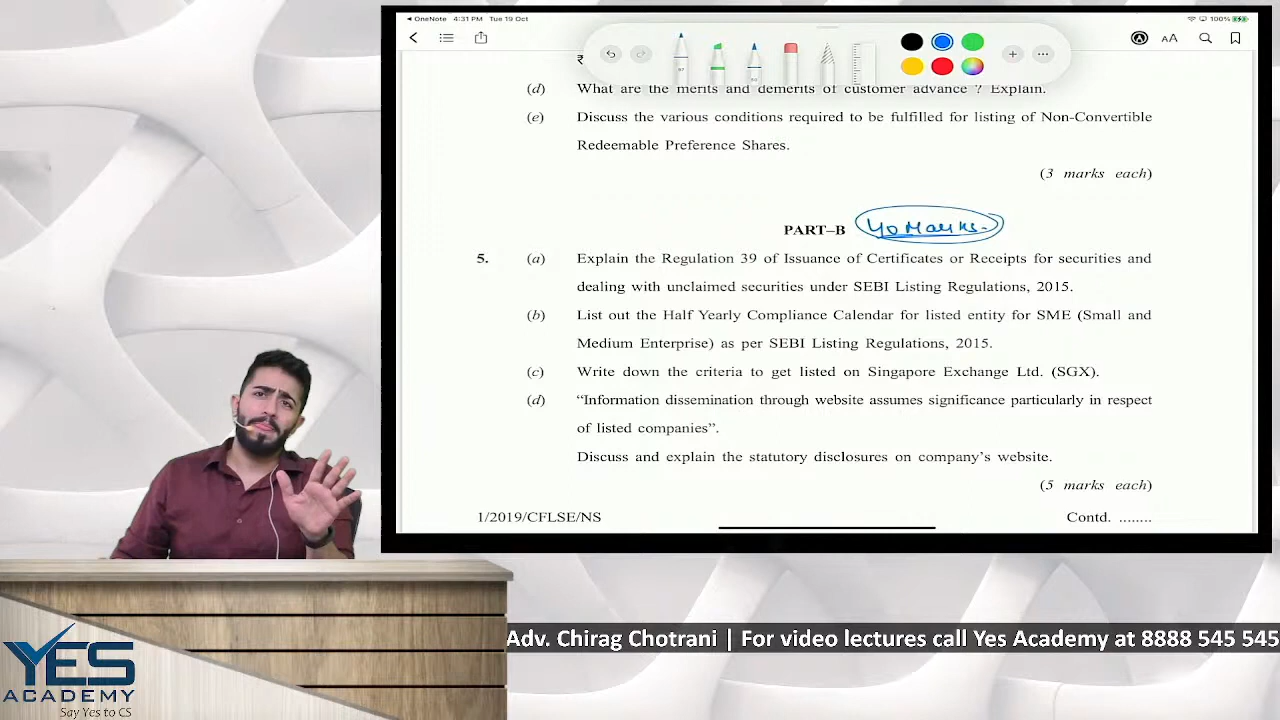 OneNote 4:31 PM Tue 19 Oct
100%
AA
₹
(d) What are the merits and demerits of customer advance ? Explain.
(e) Discuss the various conditions required to be fulfilled for listing of Non-Convertible
Redeemable Preference Shares.
(3 marks each)
PART–B 40 Marks.
5. (a) Explain the Regulation 39 of Issuance of Certificates or Receipts for securities and
dealing with unclaimed securities under SEBI Listing Regulations, 2015.
(b) List out the Half Yearly Compliance Calendar for listed entity for SME (Small and
Medium Enterprise) as per SEBI Listing Regulations, 2015.
(c) Write down the criteria to get listed on Singapore Exchange Ltd. (SGX).
(d) “Information dissemination through website assumes significance particularly in respect
of listed companies”.
Discuss and explain the statutory disclosures on company’s website.
(5 marks each)
1/2019/CFLSE/NS Contd. ........
Adv. Chirag Chotrani | For video lectures call Yes Academy at 8888 545 545
YES
ACADEMY
Say Yes to CS